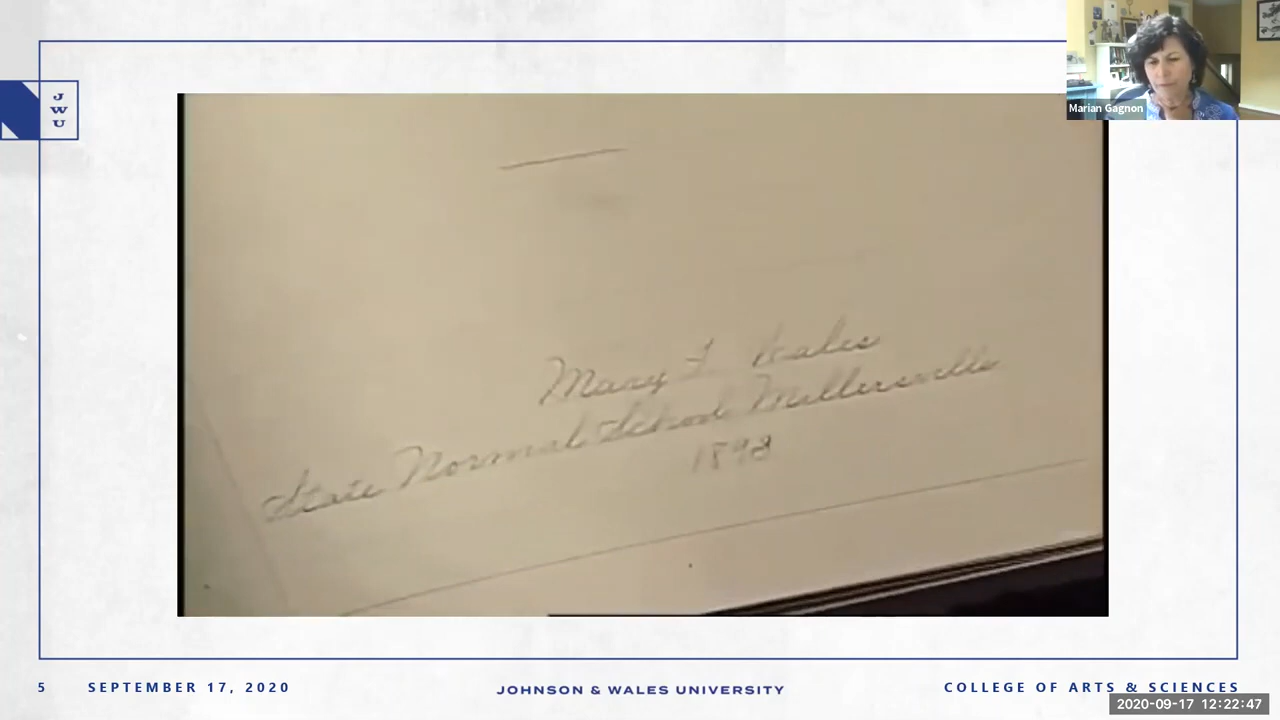 J
W
U
Marian Gagnon
Mary T. Wales
State Normal School Millersville
1898
5 SEPTEMBER 17, 2020
JOHNSON & WALES UNIVERSITY
COLLEGE OF ARTS & SCIENCES
2020-09-17 12:22:47